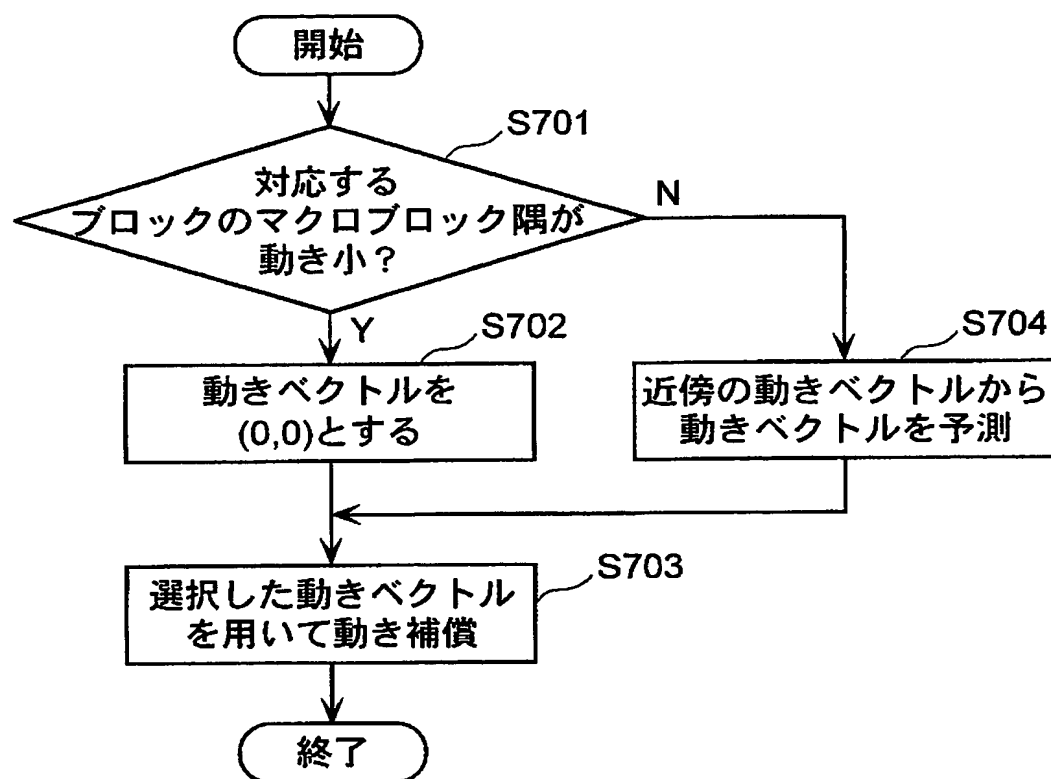 開始
S701
対応する
ブロックのマクロブロック隅が
動き小?
N
Y
S702
動きベクトルを
(0,0)とする
S704
近傍の動きベクトルから
動きベクトルを予測
S703
選択した動きベクトル
を用いて動き補償
終了